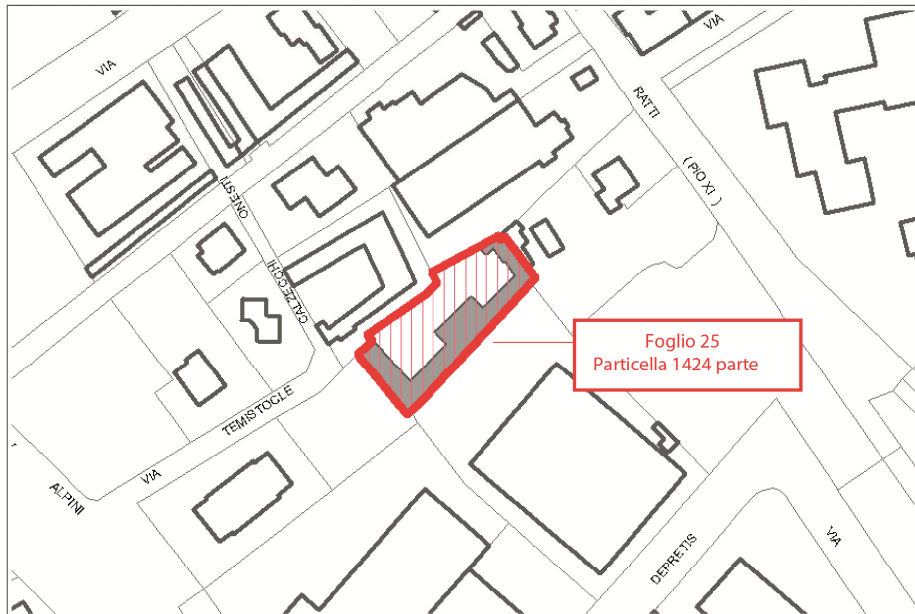 VIA
VIA
RATTI
( PIO XI )
ONESTI
CALZECCHI
Foglio 25
Particella 1424 parte
TEMISTOCLE
VIA
ALPINI
VIA
DEPRETIS